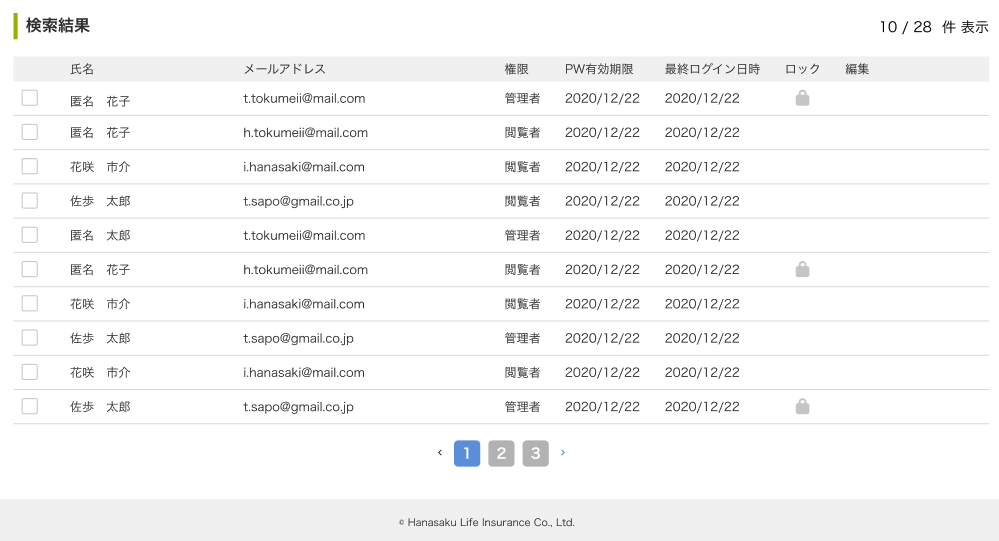 検索結果
10 / 28 件 表示
氏名 メールアドレス 権限 PW有効期限 最終ログイン日時 ロック 編集
匿名 花子 t.tokumeii@mail.com 管理者 2020/12/22 2020/12/22
匿名 花子 h.tokumeii@mail.com 閲覧者 2020/12/22 2020/12/22
花咲 市介 i.hanasaki@mail.com 閲覧者 2020/12/22 2020/12/22
佐歩 太郎 t.sapo@gmail.co.jp 閲覧者 2020/12/22 2020/12/22
匿名 太郎 t.tokumeii@mail.com 管理者 2020/12/22 2020/12/22
匿名 花子 h.tokumeii@mail.com 閲覧者 2020/12/22 2020/12/22
花咲 市介 i.hanasaki@mail.com 閲覧者 2020/12/22 2020/12/22
佐歩 太郎 t.sapo@gmail.co.jp 管理者 2020/12/22 2020/12/22
花咲 市介 i.hanasaki@mail.com 閲覧者 2020/12/22 2020/12/22
佐歩 太郎 t.sapo@gmail.co.jp 管理者 2020/12/22 2020/12/22
‹ 1 2 3 ›
© Hanasaku Life Insurance Co., Ltd.